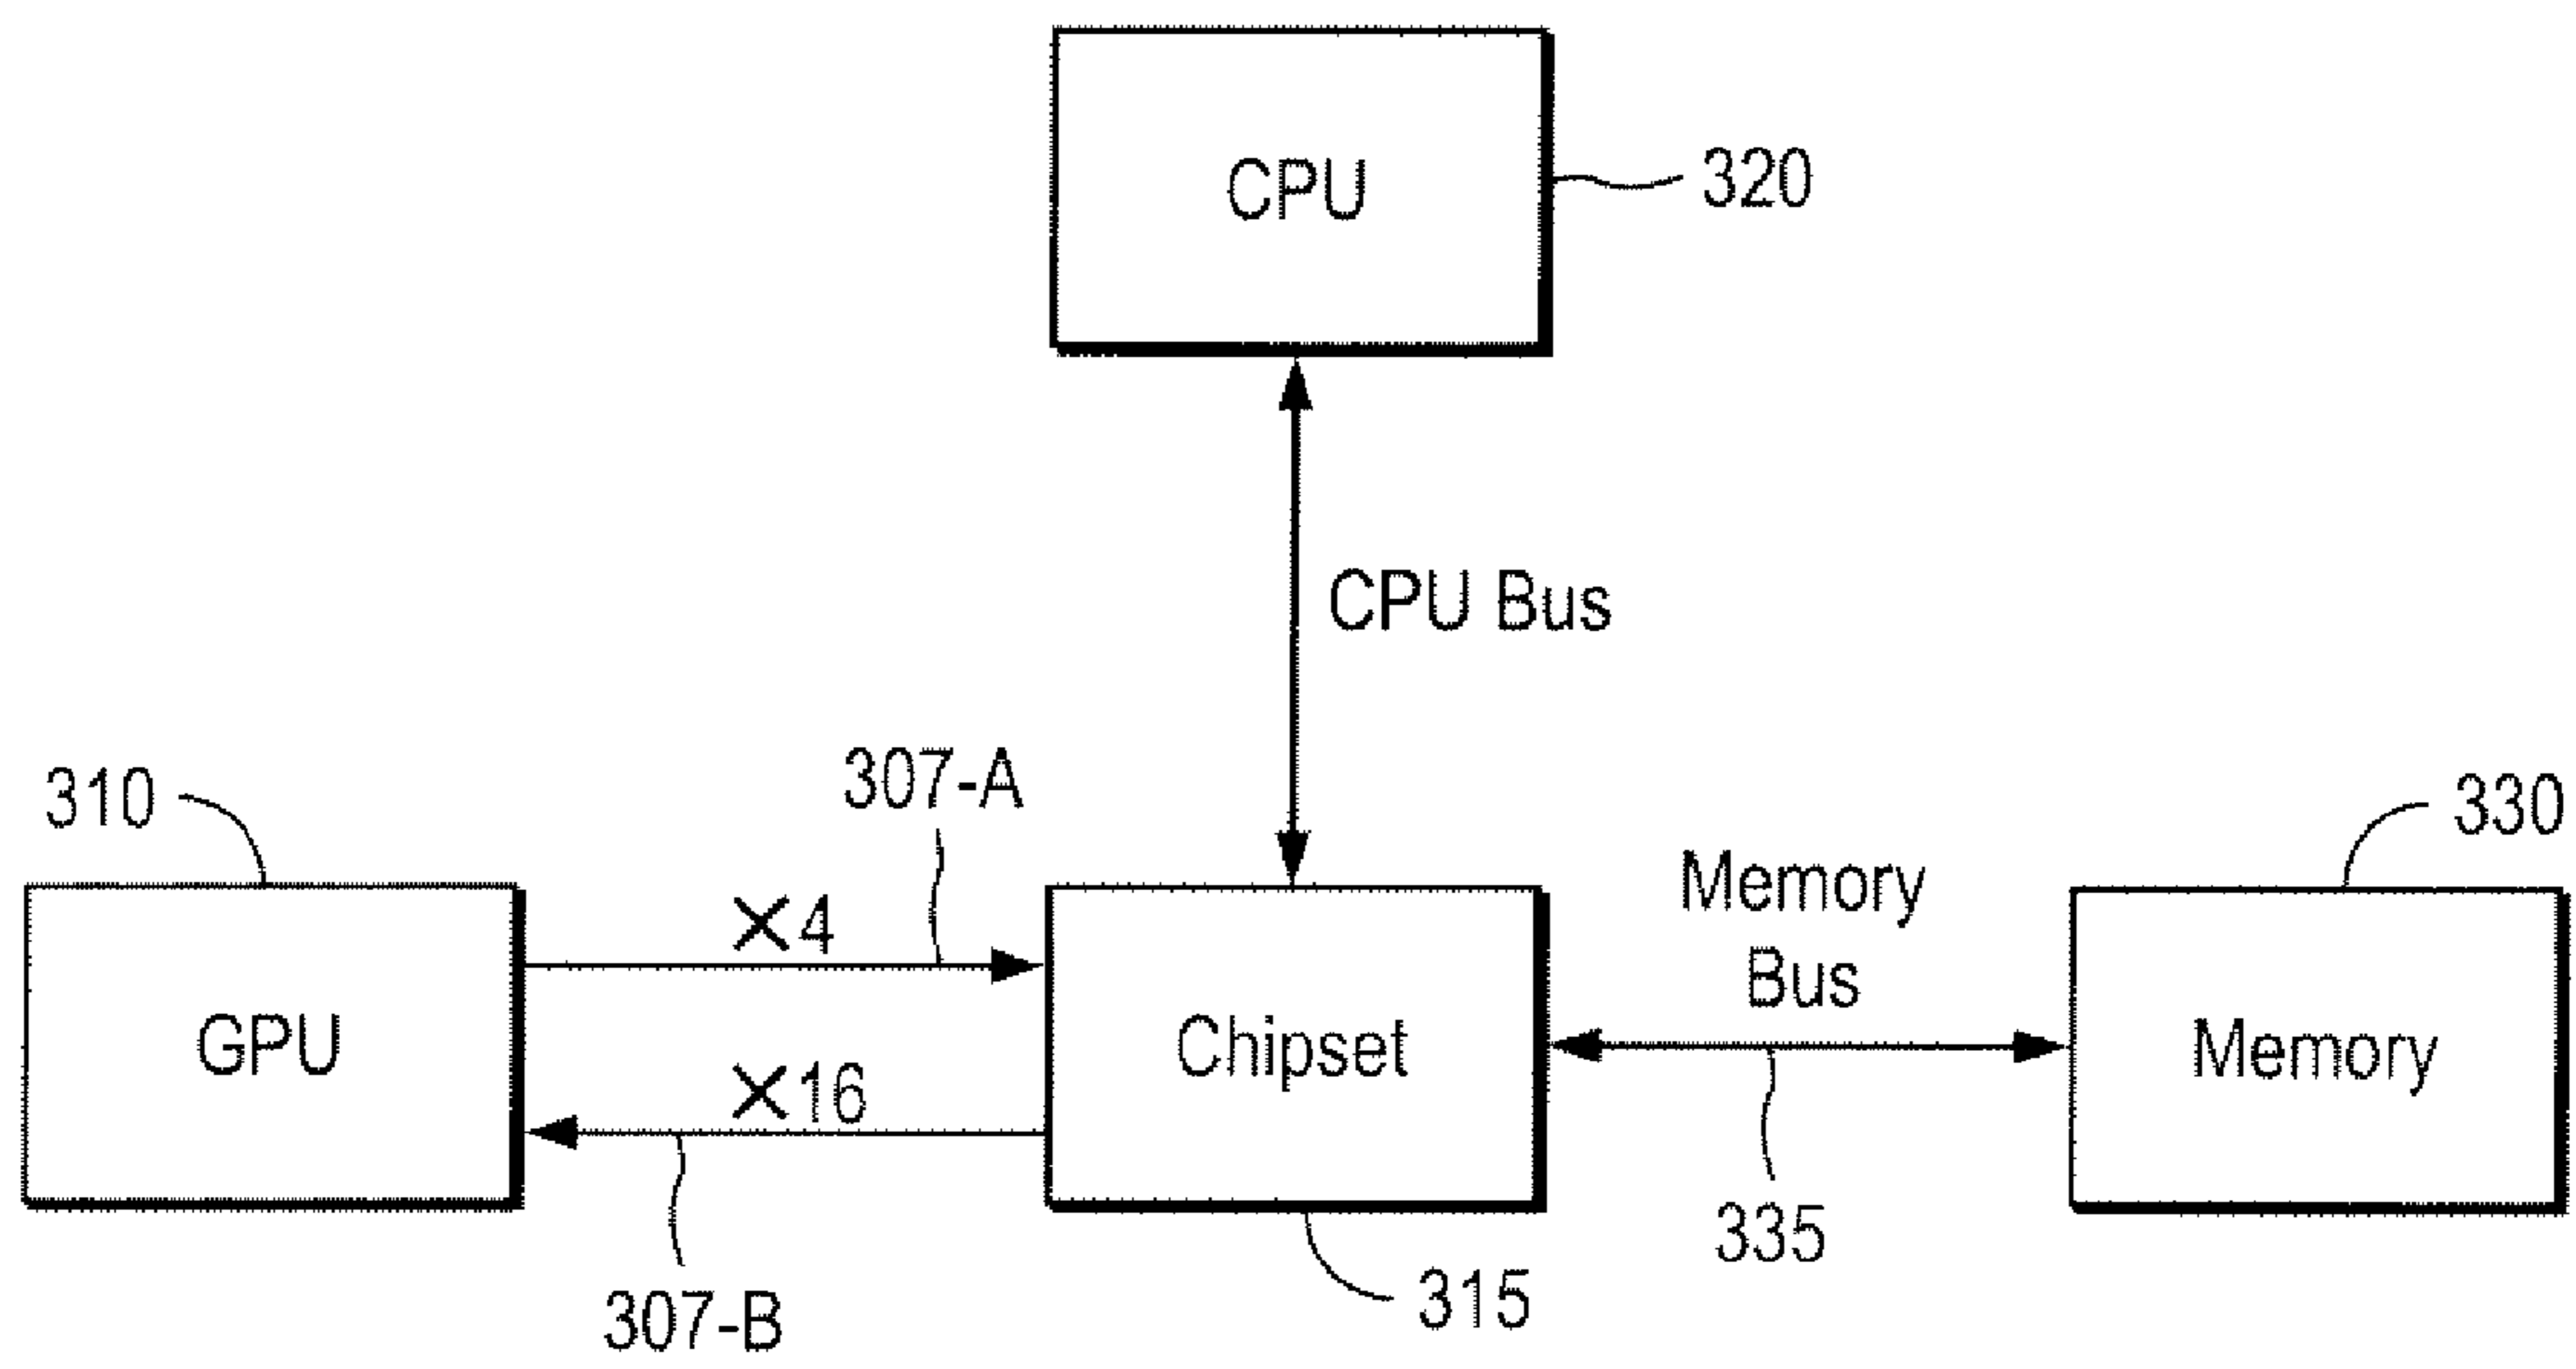 CPU
320
CPU Bus
307-A
310
330
Memory
Bus
×4
GPU
Chipset
Memory
×16
335
315
307-B